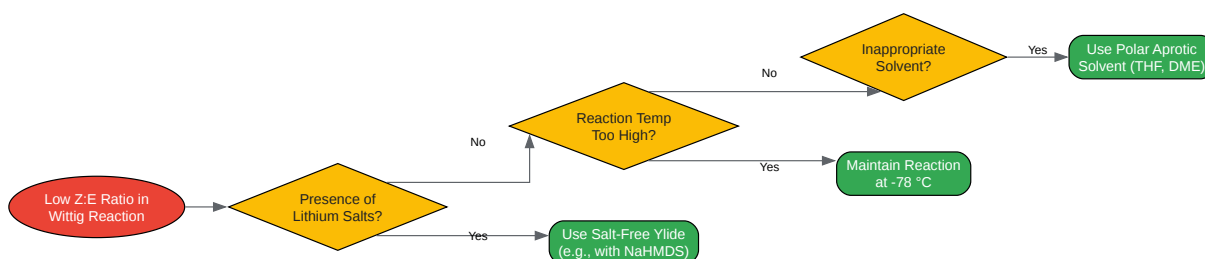 Low Z:E Ratio in
Wittig Reaction
Presence of
Lithium Salts?
No
Yes
Use Salt-Free Ylide
(e.g., with NaHMDS)
Reaction Temp
Too High?
No
Yes
Maintain Reaction
at -78 °C
Inappropriate
Solvent?
Yes
Use Polar Aprotic
Solvent (THF, DME)